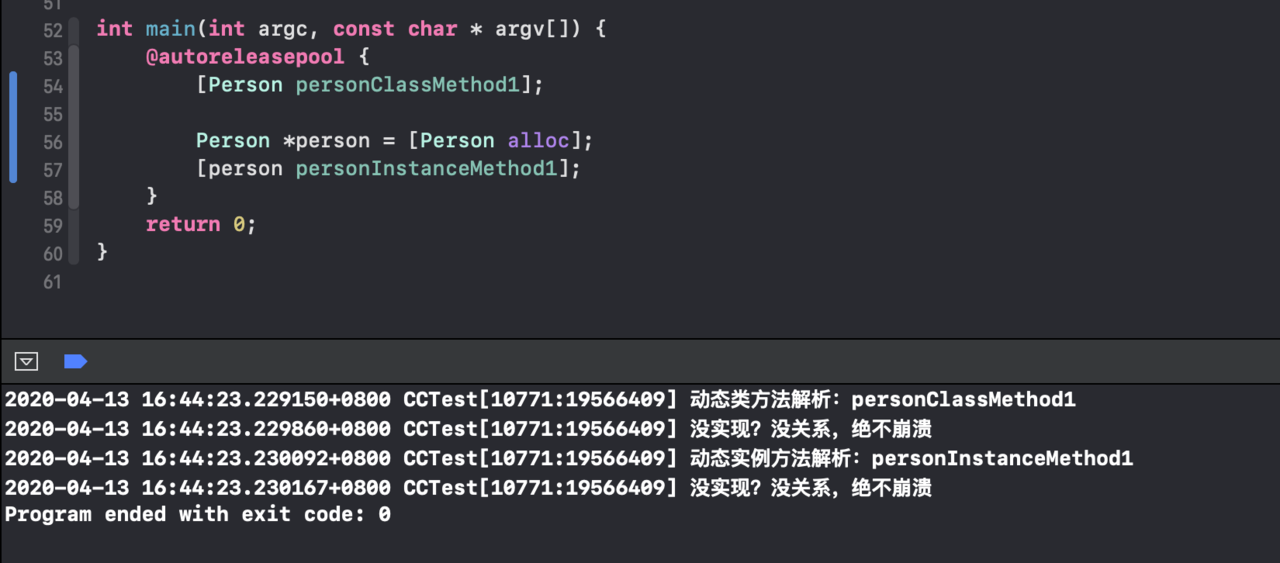 51
52 int main(int argc, const char * argv[]) {
53 @autoreleasepool {
54 [Person personClassMethod1];
55
56 Person *person = [Person alloc];
57 [person personInstanceMethod1];
58 }
59 return 0;
60 }
61
2020-04-13 16:44:23.229150+0800 CCTest[10771:19566409] 动态类方法解析：personClassMethod1
2020-04-13 16:44:23.229860+0800 CCTest[10771:19566409] 没实现？没关系，绝不崩溃
2020-04-13 16:44:23.230092+0800 CCTest[10771:19566409] 动态实例方法解析：personInstanceMethod1
2020-04-13 16:44:23.230167+0800 CCTest[10771:19566409] 没实现？没关系，绝不崩溃
Program ended with exit code: 0